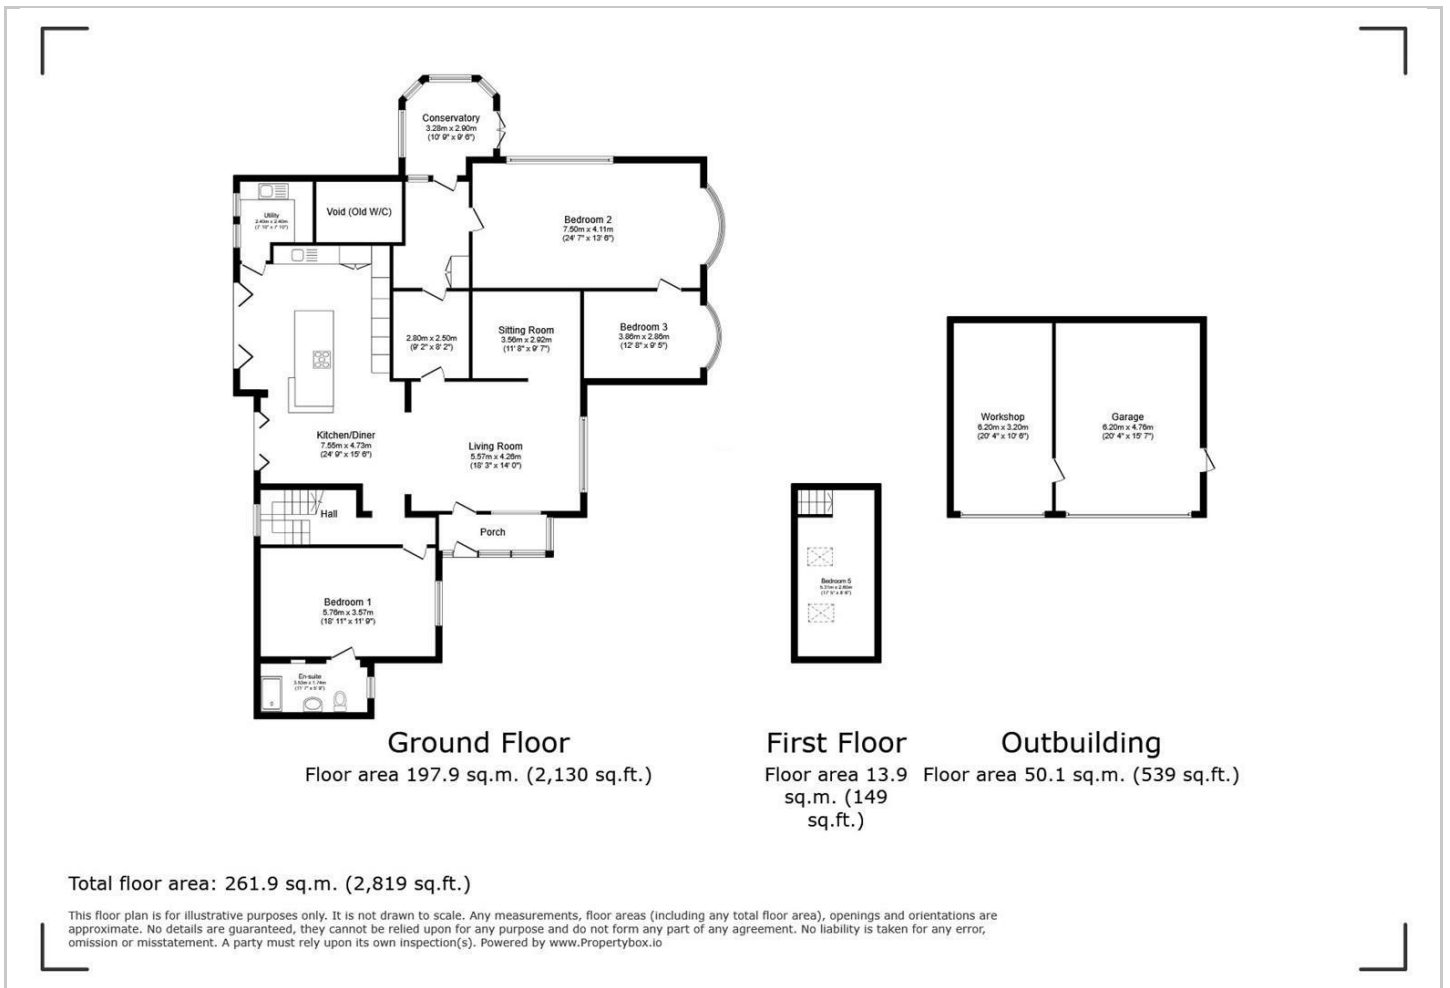 Conservatory
3.28m x 2.90m
(10' 9" x 9' 6")
Utility
2.40m x 2.40m
(7' 10" x 7' 10")
Void (Old W/C)
Bedroom 2
7.50m x 4.11m
(24' 7" x 13' 6")
2.80m x 2.50m
(9' 2" x 8' 2")
Sitting Room
3.56m x 2.92m
(11' 8" x 9' 7")
Bedroom 3
3.86m x 2.86m
(12' 8" x 9' 5")
Kitchen/Diner
7.55m x 4.73m
(24' 9" x 15' 6")
Living Room
5.57m x 4.26m
(18' 3" x 14' 0")
Hall
Porch
Bedroom 1
5.76m x 3.57m
(18' 11" x 11' 9")
En-suite
Workshop
6.20m x 3.20m
(20' 4" x 10' 6")
Garage
6.20m x 4.76m
(20' 4" x 15' 7")
Bedroom 5
Ground Floor
Floor area 197.9 sq.m. (2,130 sq.ft.)
First Floor
Floor area 13.9
sq.m. (149
sq.ft.)
Outbuilding
Floor area 50.1 sq.m. (539 sq.ft.)
Total floor area: 261.9 sq.m. (2,819 sq.ft.)
This floor plan is for illustrative purposes only. It is not drawn to scale. Any measurements, floor areas (including any total floor area), openings and orientations are
approximate. No details are guaranteed, they cannot be relied upon for any purpose and do not form any part of any agreement. No liability is taken for any error,
omission or misstatement. A party must rely upon its own inspection(s). Powered by www.Propertybox.io